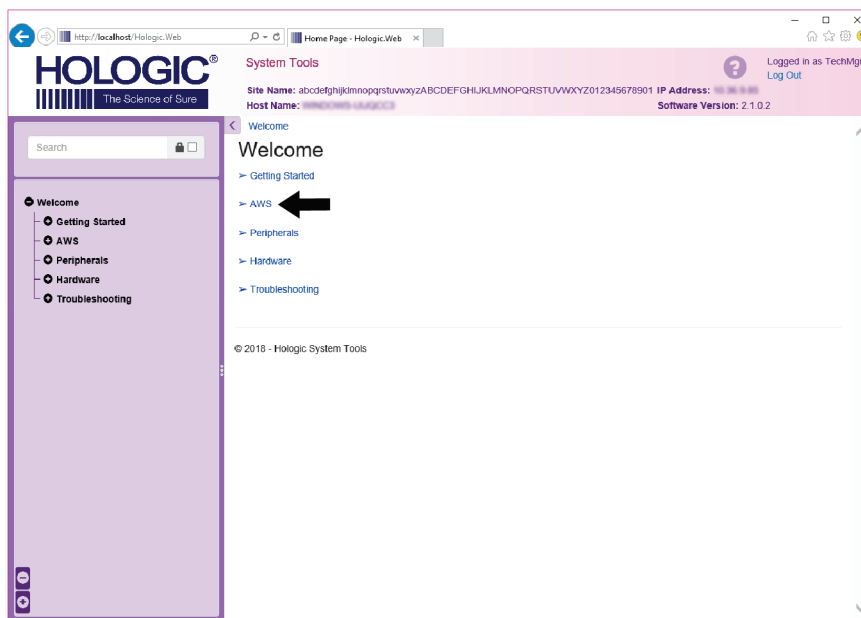 http://localhost/Hologic.Web
Home Page - Hologic.Web
HOLOGIC®
The Science of Sure
System Tools
Logged in as TechMgr
Log Out
Site Name: abcdefghijklmnopqrstuvwxyzABCDEFGHIJKLMNOPQRSTUVWXYZ012345678901 IP Address:
Host Name:
Software Version: 2.1.0.2
Search
Welcome
Getting Started
AWS
Peripherals
Hardware
Troubleshooting
Welcome
Welcome
➢ Getting Started
➢ AWS
➢ Peripherals
➢ Hardware
➢ Troubleshooting
© 2018 - Hologic System Tools